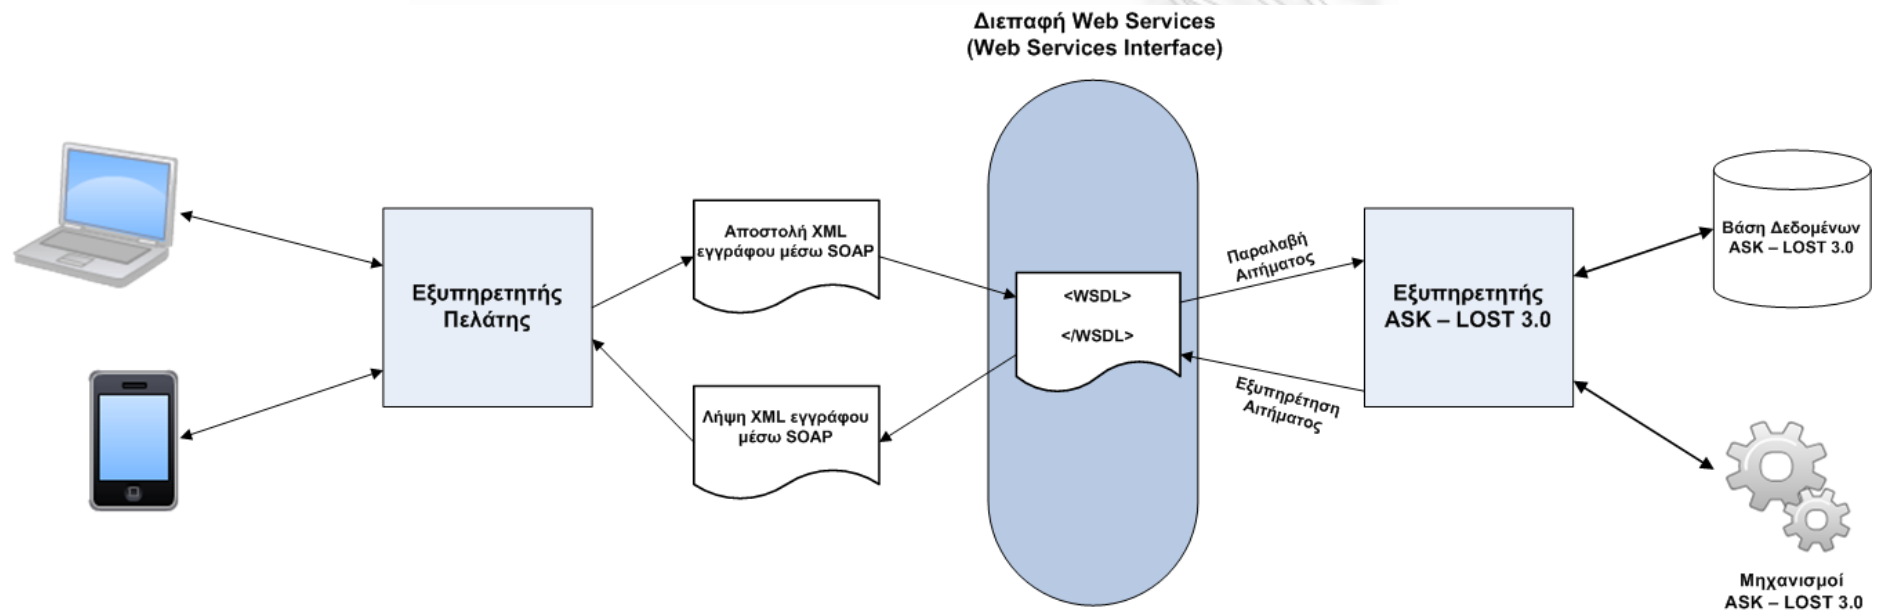 Διεπαφή Web Services
(Web Services Interface)
Εξυπηρετητής
Πελάτης
Αποστολή XML
εγγράφου μέσω SOAP
Λήψη XML εγγράφου
μέσω SOAP
<WSDL>
</WSDL>
Παραλαβή
Αιτήματος
Εξυπηρέτηση
Αιτήματος
Εξυπηρετητής
ASK – LOST 3.0
Βάση Δεδομένων
ASK – LOST 3.0
Μηχανισμοί
ASK – LOST 3.0